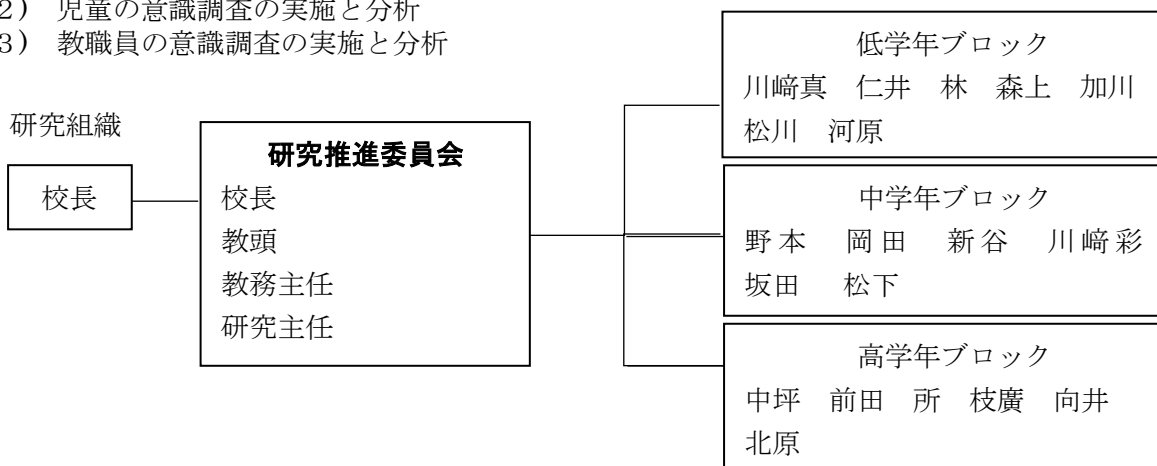 ２） 児童の意識調査の実施と分析
３） 教職員の意識調査の実施と分析
研究組織
校長
研究推進委員会
校長
教頭
教務主任
研究主任
低学年ブロック
川﨑真 仁井 林 森上 加川
松川 河原
中学年ブロック
野本 岡田 新谷 川﨑彩
坂田 松下
高学年ブロック
中坪 前田 所 枝廣 向井
北原